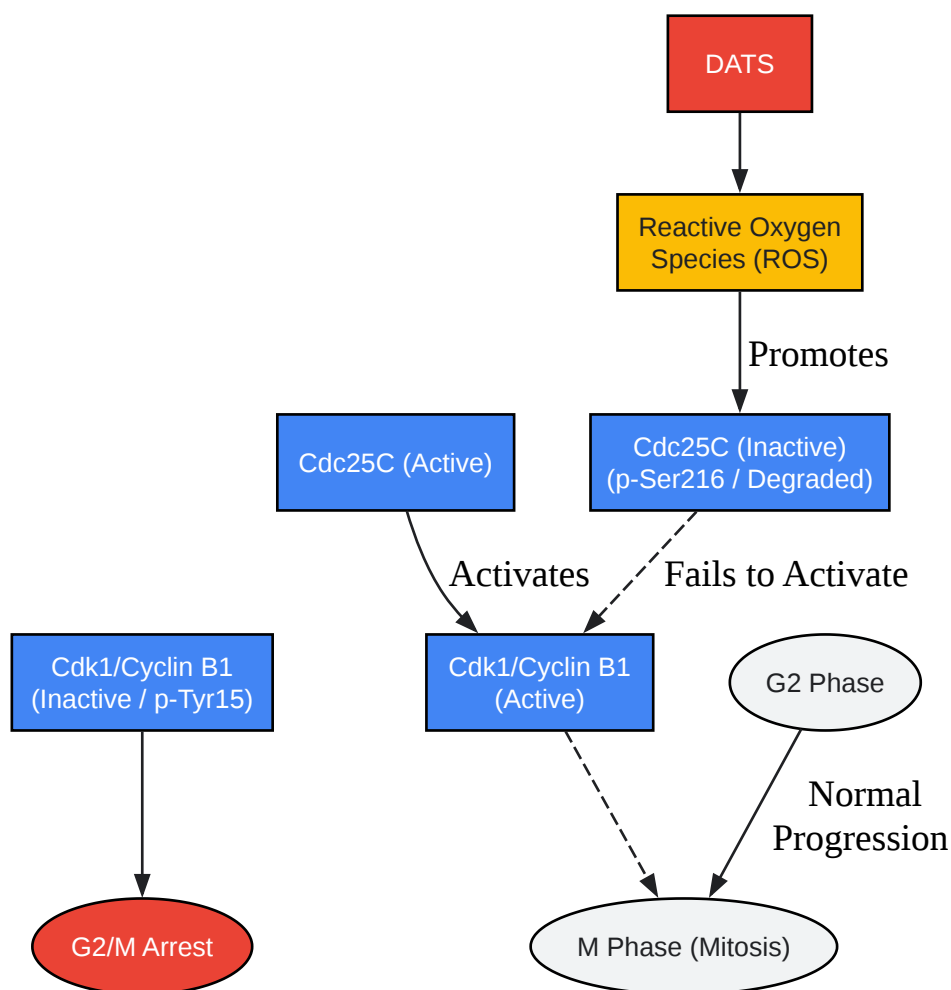 DATS
Reactive Oxygen
Species (ROS)
Promotes
Cdc25C (Active)
Cdc25C (Inactive)
(p-Ser216 / Degraded)
Activates
Fails to Activate
Cdk1/Cyclin B1
(Inactive / p-Tyr15)
Cdk1/Cyclin B1
(Active)
G2 Phase
Normal
Progression
G2/M Arrest
M Phase (Mitosis)